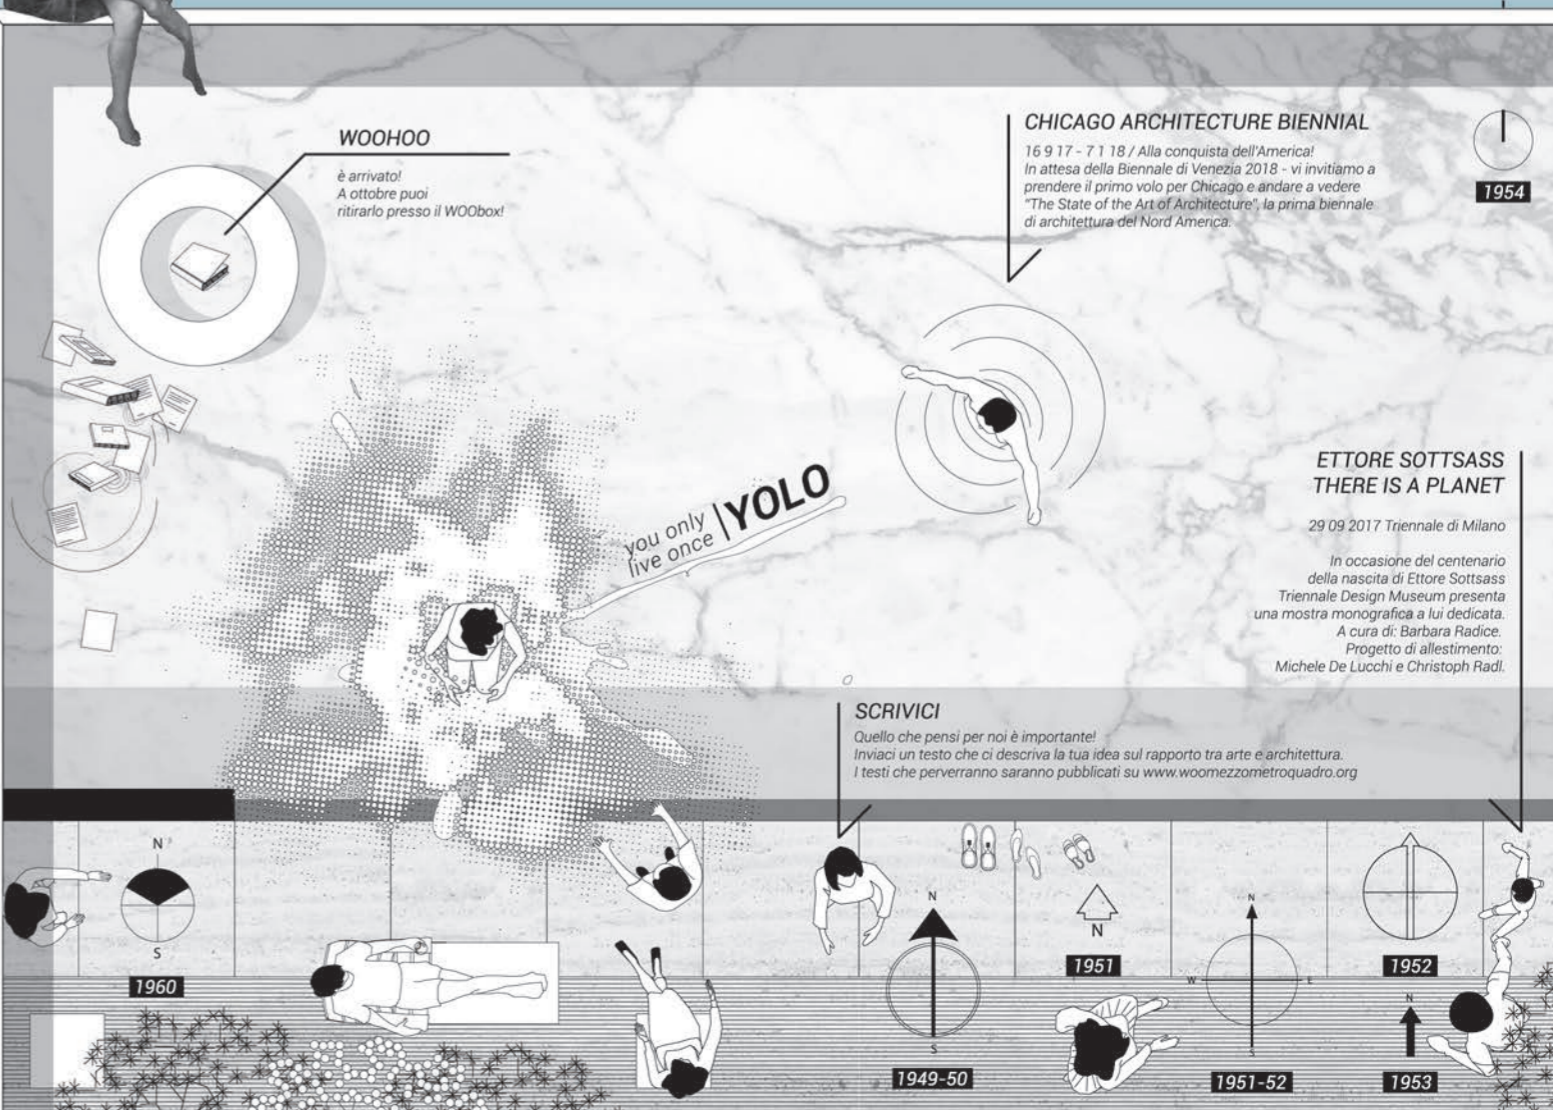 WOOHOO
è arrivato!
A ottobre puoi
ritirarlo presso il WOObox!
CHICAGO ARCHITECTURE BIENNIAL
16 9 17 - 7 1 18 / Alla conquista dell'America!
In attesa della Biennale di Venezia 2018 - vi invitiamo a
prendere il primo volo per Chicago e andare a vedere
"The State of the Art of Architecture", la prima biennale
di architettura del Nord America.
1954
you only
live once
YOLO
ETTORE SOTTSASS
THERE IS A PLANET
29 09 2017 Triennale di Milano
In occasione del centenario
della nascita di Ettore Sottsass
Triennale Design Museum presenta
una mostra monografica a lui dedicata.
A cura di: Barbara Radice.
Progetto di allestimento:
Michele De Lucchi e Christoph Radl.
SCRIVICI
Quello che pensi per noi è importante!
Inviaci un testo che ci descriva la tua idea sul rapporto tra arte e architettura.
I testi che perverranno saranno pubblicati su www.woomezzometroquadro.org
N
S
1960
N
S
1949-50
N
1951
N
W E
S
1951-52
1952
N
1953